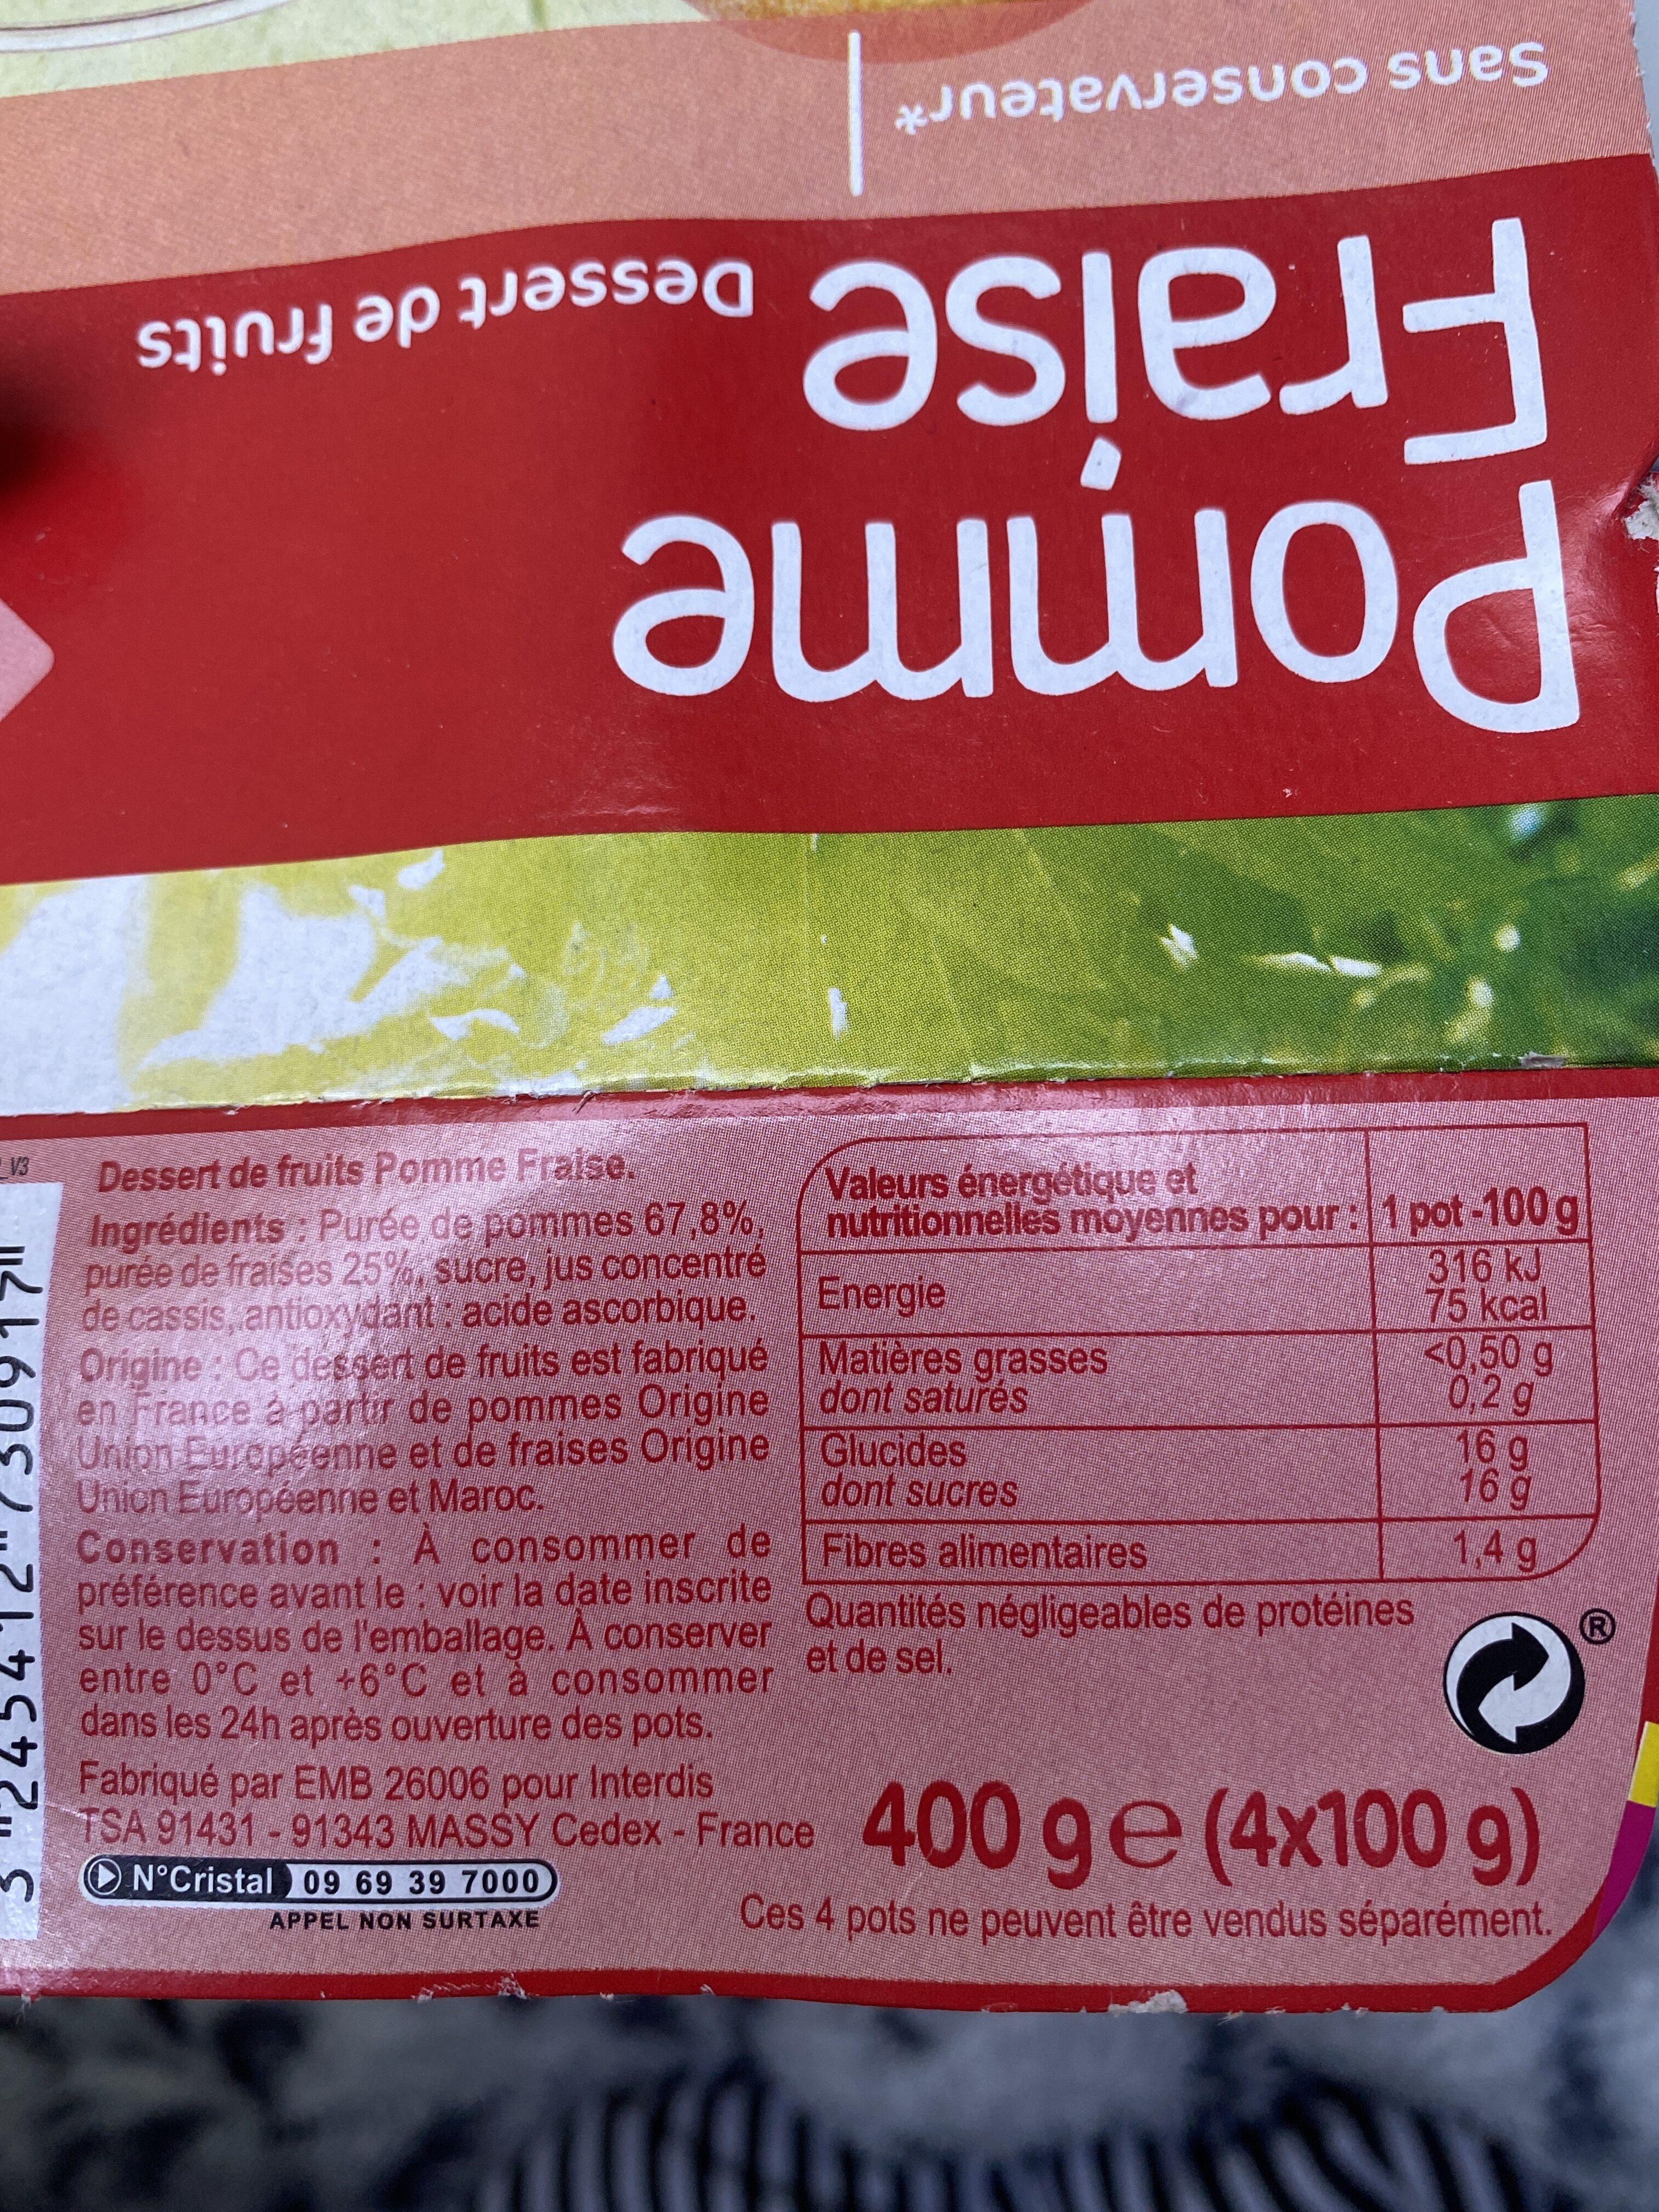 Sans conservateur*
Pomme
Fraise Dessert de fruits
V3
3 "245412"730917"
Dessert de fruits Pomme Fraise.
Ingrédients : Purée de pommes 67,8%,
purée de fraises 25%, sucre, jus concentré
de cassis, antioxydant : acide ascorbique.
Origine : Ce dessert de fruits est fabriqué
en France à partir de pommes Origine
Union Européenne et de fraises Origine
Union Européenne et Maroc.
Conservation : À consommer de
préférence avant le : voir la date inscrite
sur le dessus de l'emballage. À conserver
entre 0°C et +6°C et à consommer
dans les 24h après ouverture des pots.
Fabriqué par EMB 26006 pour Interdis
TSA 91431 - 91343 MASSY Cedex - France
N°Cristal 09 69 39 7000
APPEL NON SURTAXE
Valeurs énergétique et
nutritionnelles moyennes pour : 1 pot -100 g
Energie 316 kJ
75 kcal
Matières grasses <0,50 g
dont saturés 0,2 g
Glucides 16 g
dont sucres 16 g
Fibres alimentaires 1,4 g
Quantités négligeables de protéines
et de sel.
®
400 g e (4x100 g)
Ces 4 pots ne peuvent être vendus séparément.